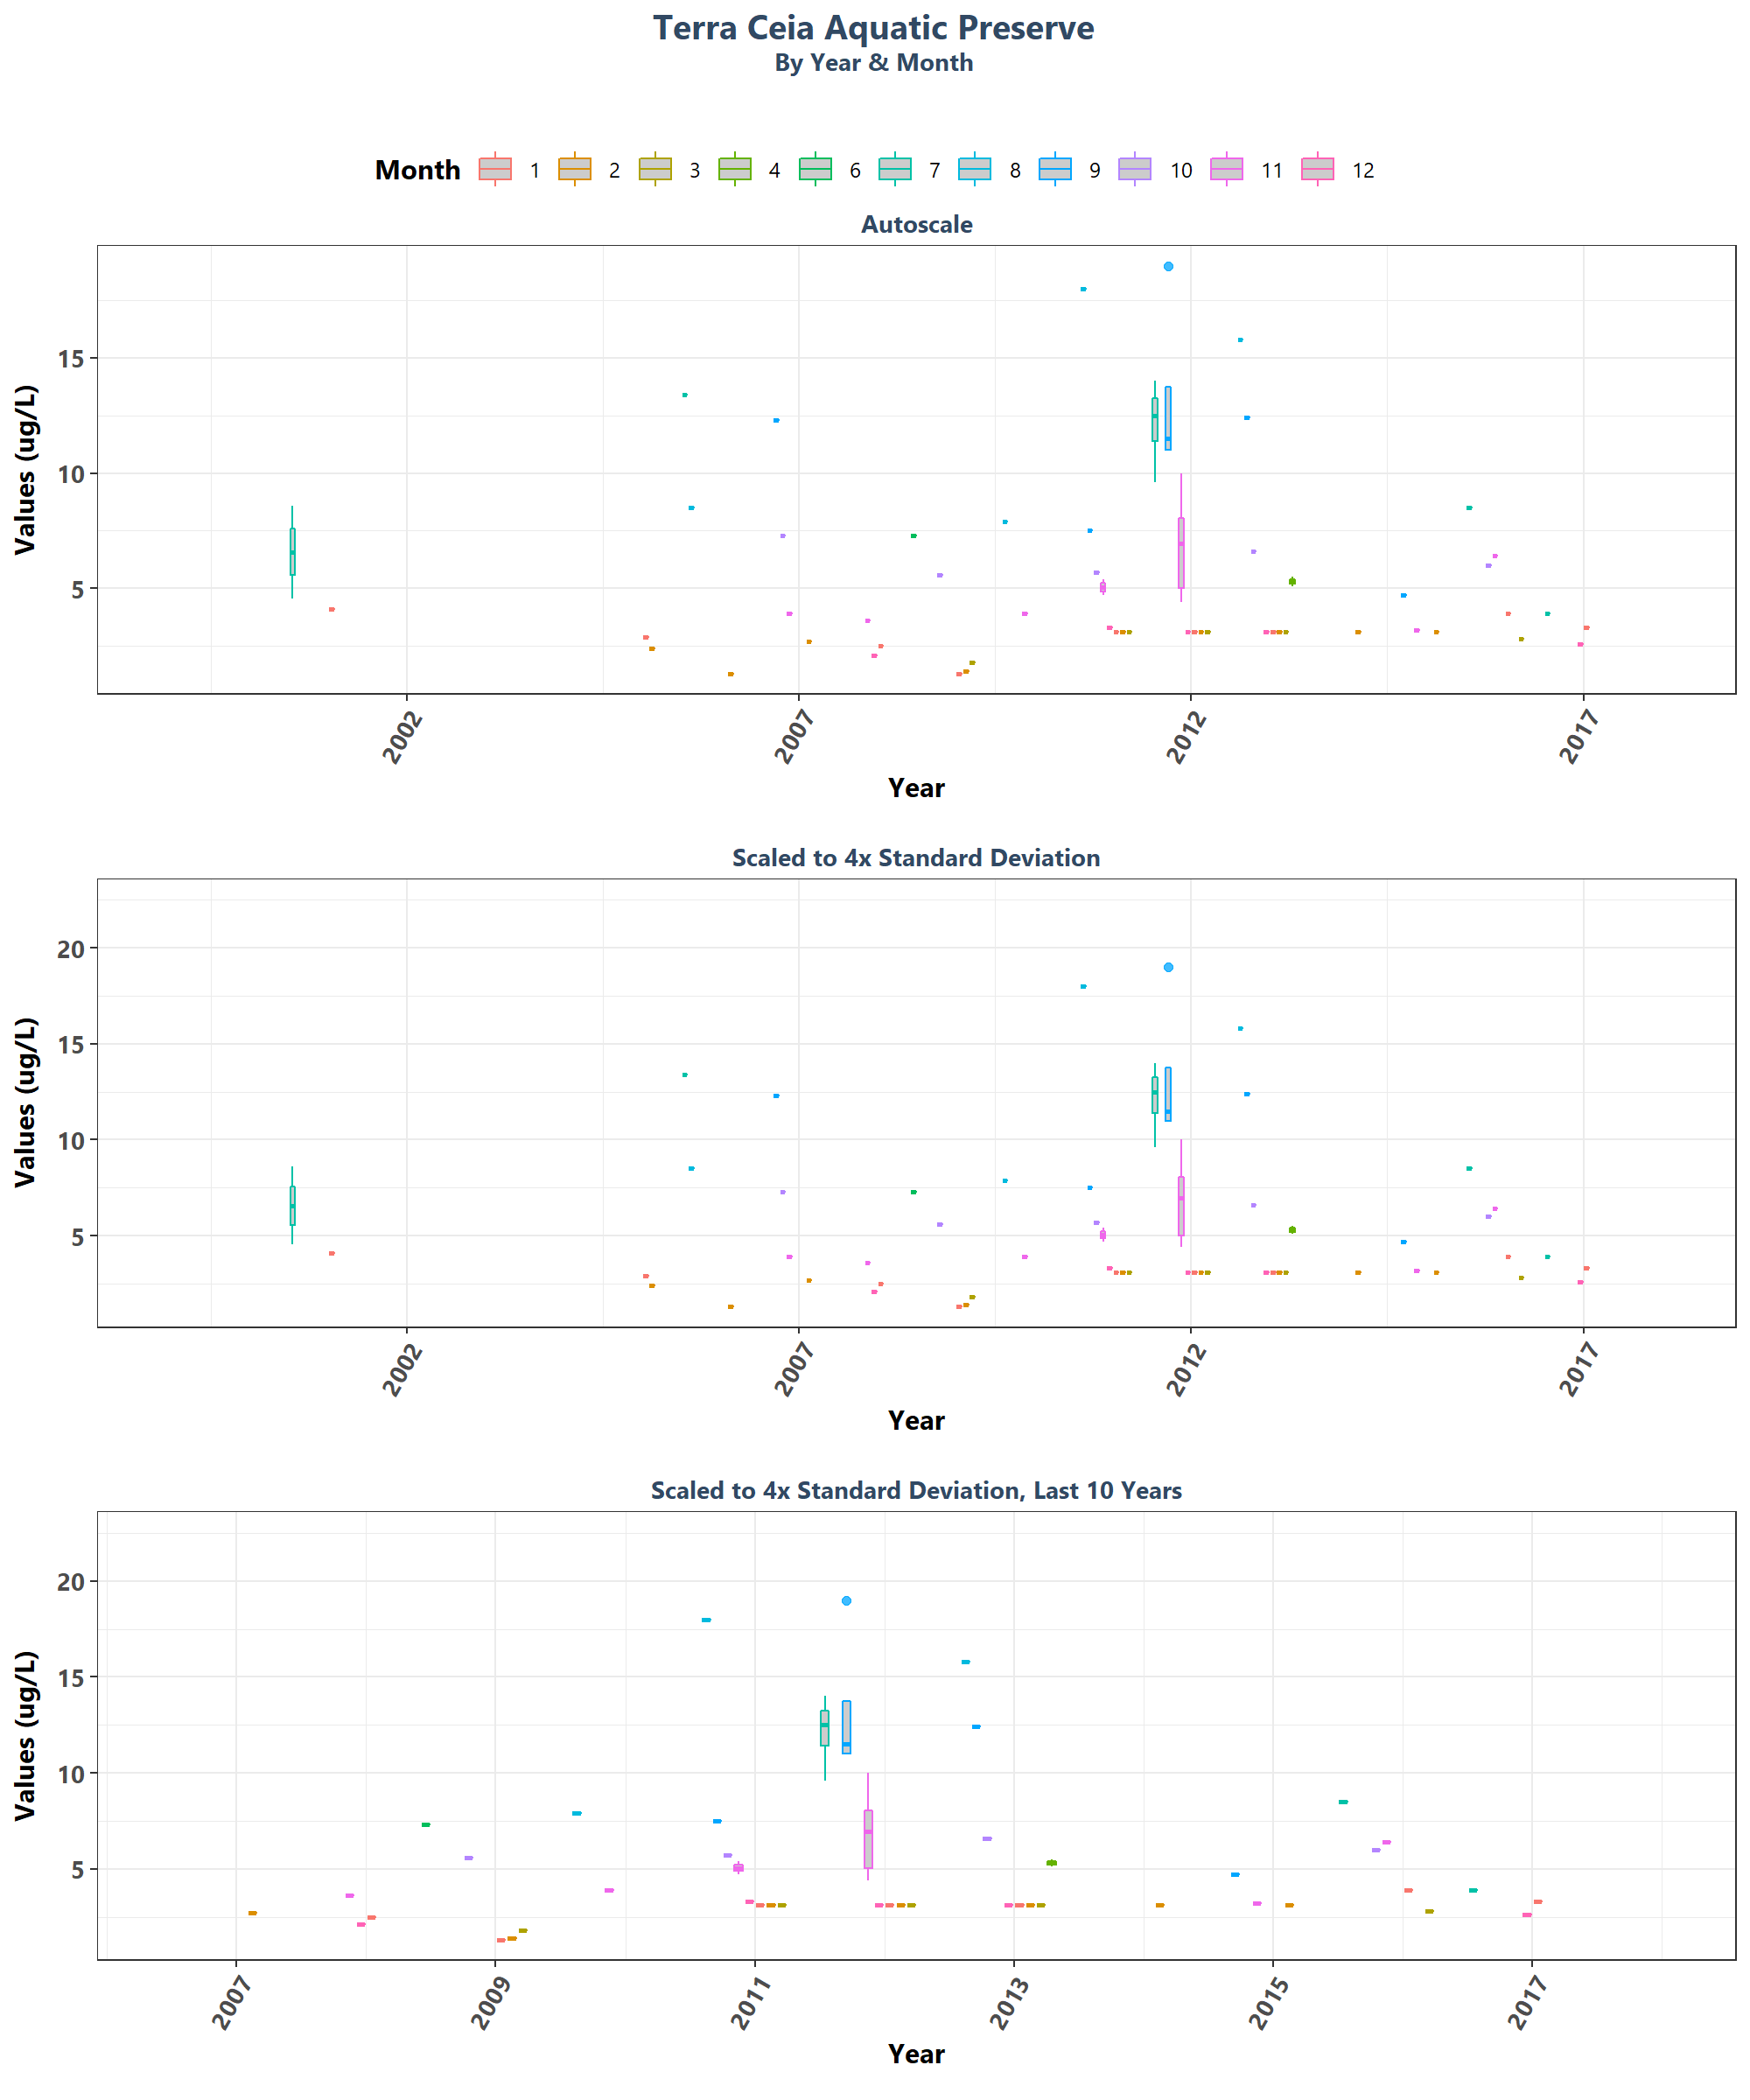 Terra Ceia Aquatic Preserve
By Year & Month
Month 1 2 3 4 6 7 8 9 10 11 12
Autoscale
Values (ug/L)
15
10
5
2002 2007 2012 2017
Year
Scaled to 4x Standard Deviation
Values (ug/L)
20
15
10
5
2002 2007 2012 2017
Year
Scaled to 4x Standard Deviation, Last 10 Years
Values (ug/L)
20
15
10
5
2007 2009 2011 2013 2015 2017
Year